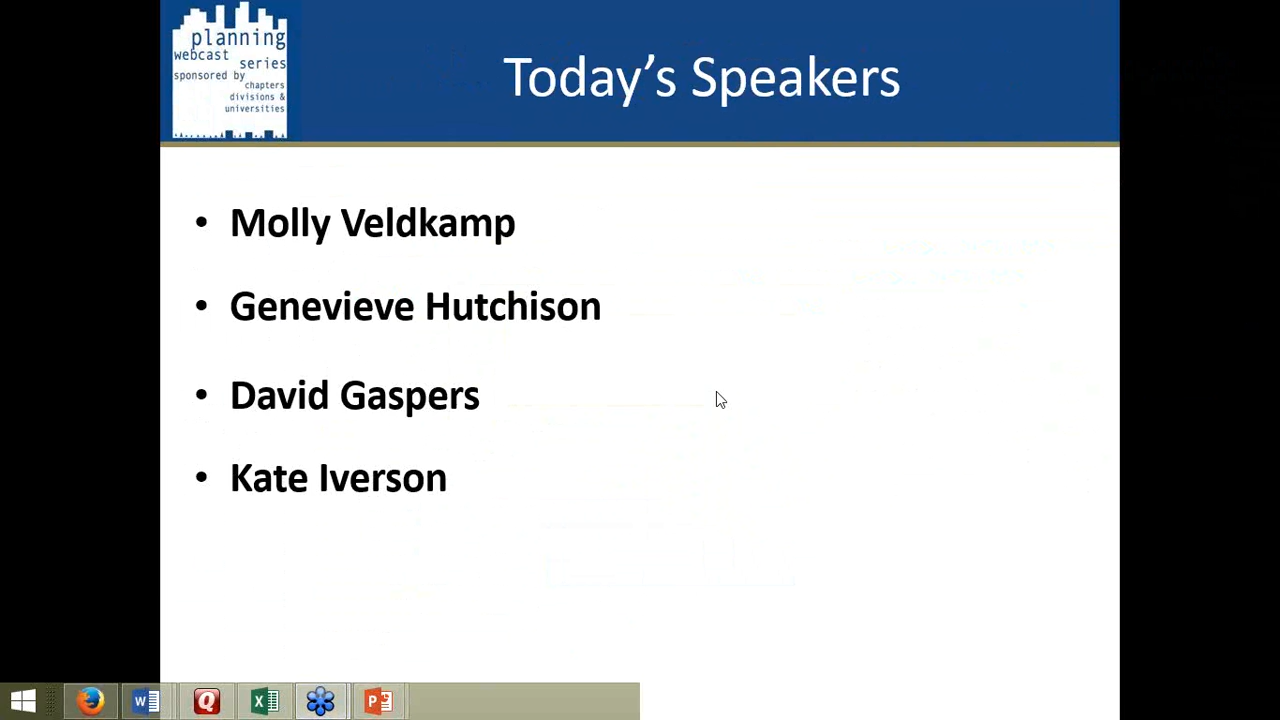 planning
webcast series
sponsored by
chapters
divisions &
universities
Today's Speakers
• Molly Veldkamp
• Genevieve Hutchison
• David Gaspers
• Kate Iverson